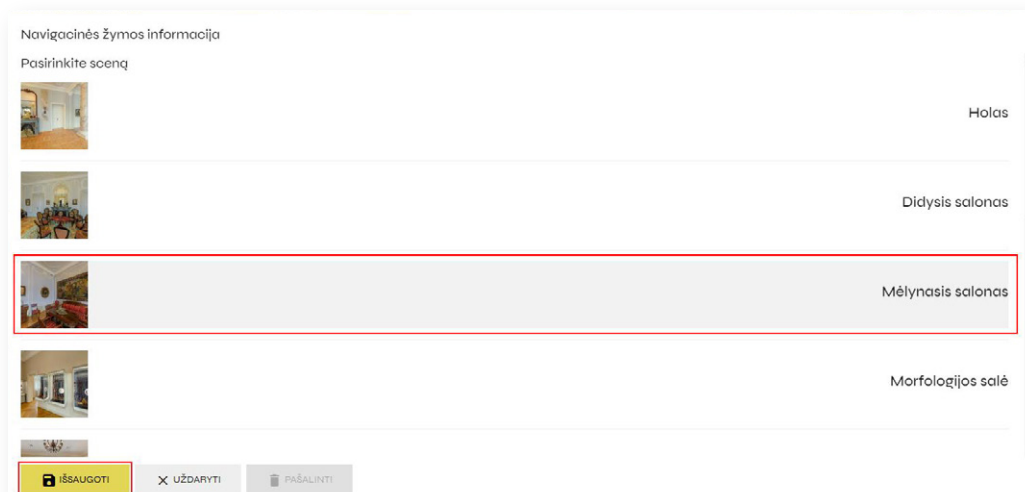 Navigacinės žymos informacija
Pasirinkite sceną
Holas
Didysis salonas
Mėlynasis salonas
Morfologijos salė
IŠSAUGOTI
UŽDARYTI
PAŠALINTI